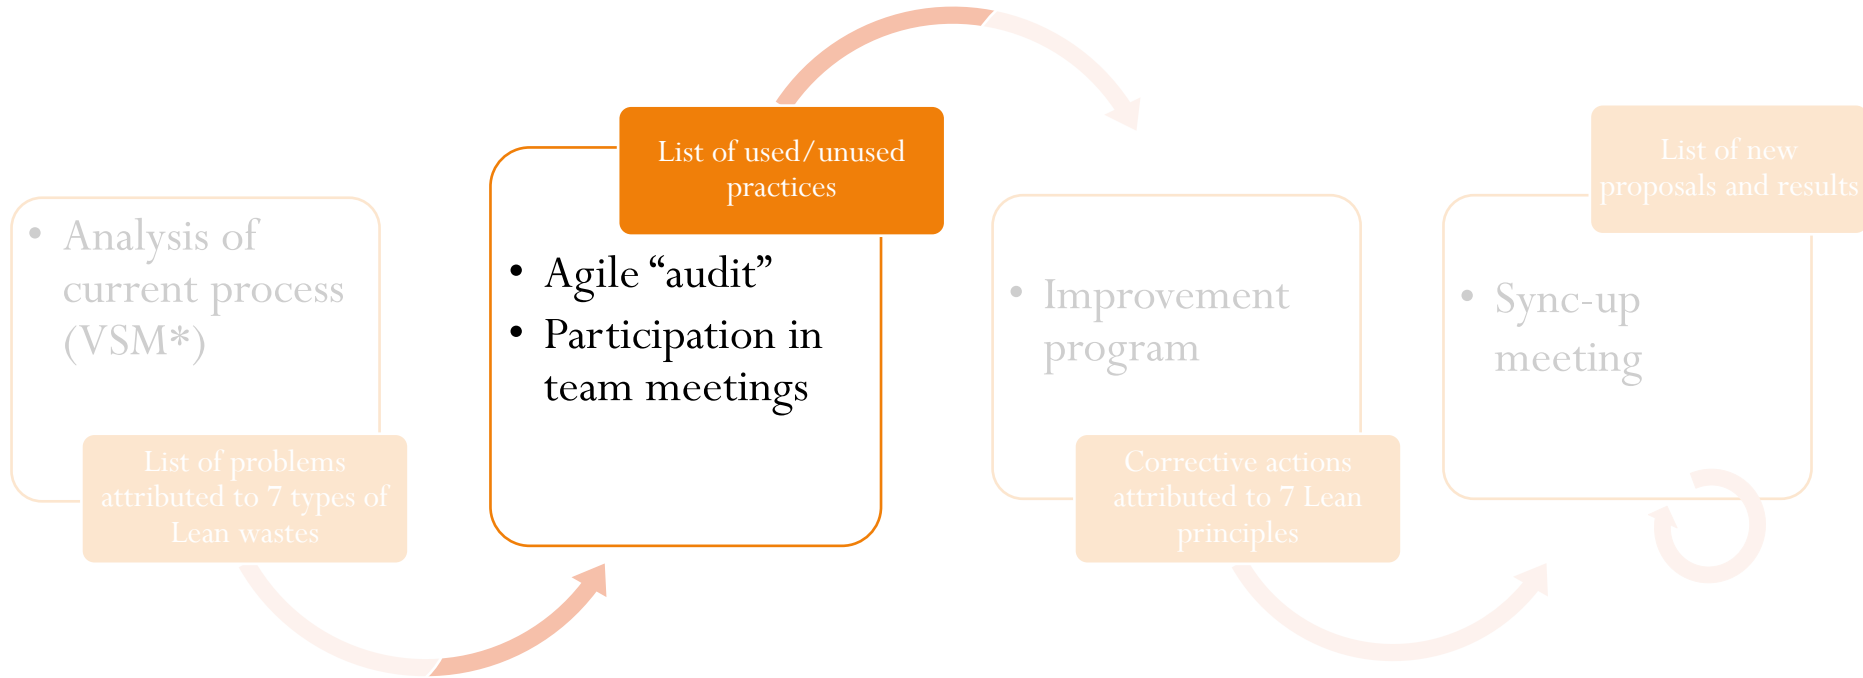 • Analysis of
current process
(VSM*)
List of problems
attributed to 7 types of
Lean wastes
List of used/unused
practices
• Agile “audit”
• Participation in
team meetings
• Improvement
program
Corrective actions
attributed to 7 Lean
principles
List of new
proposals and results
• Sync-up
meeting